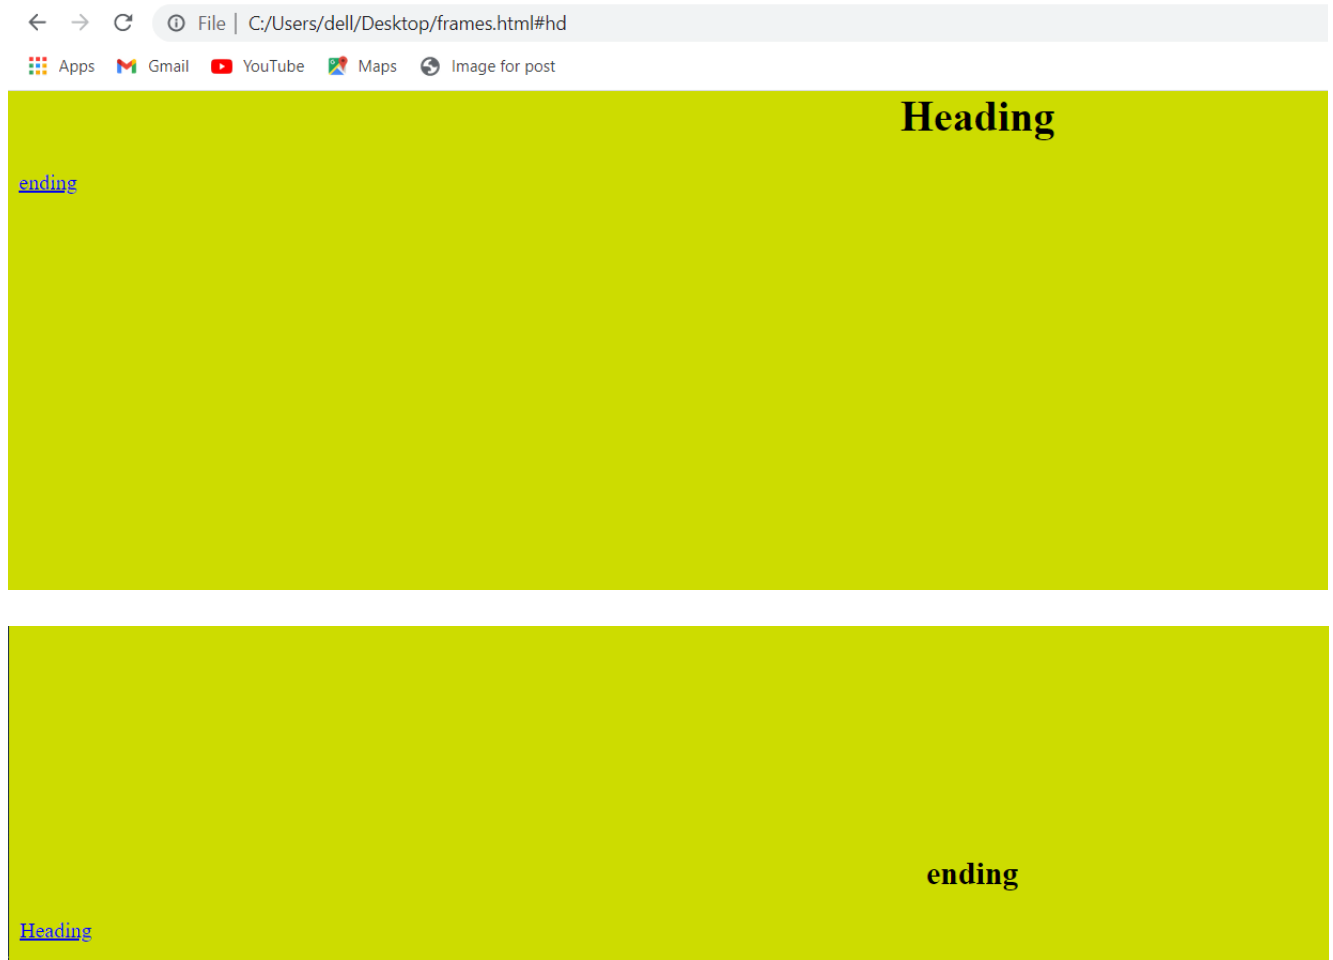 File | C:/Users/dell/Desktop/frames.html#hd
Apps Gmail YouTube Maps Image for post
Heading
ending
ending
Heading